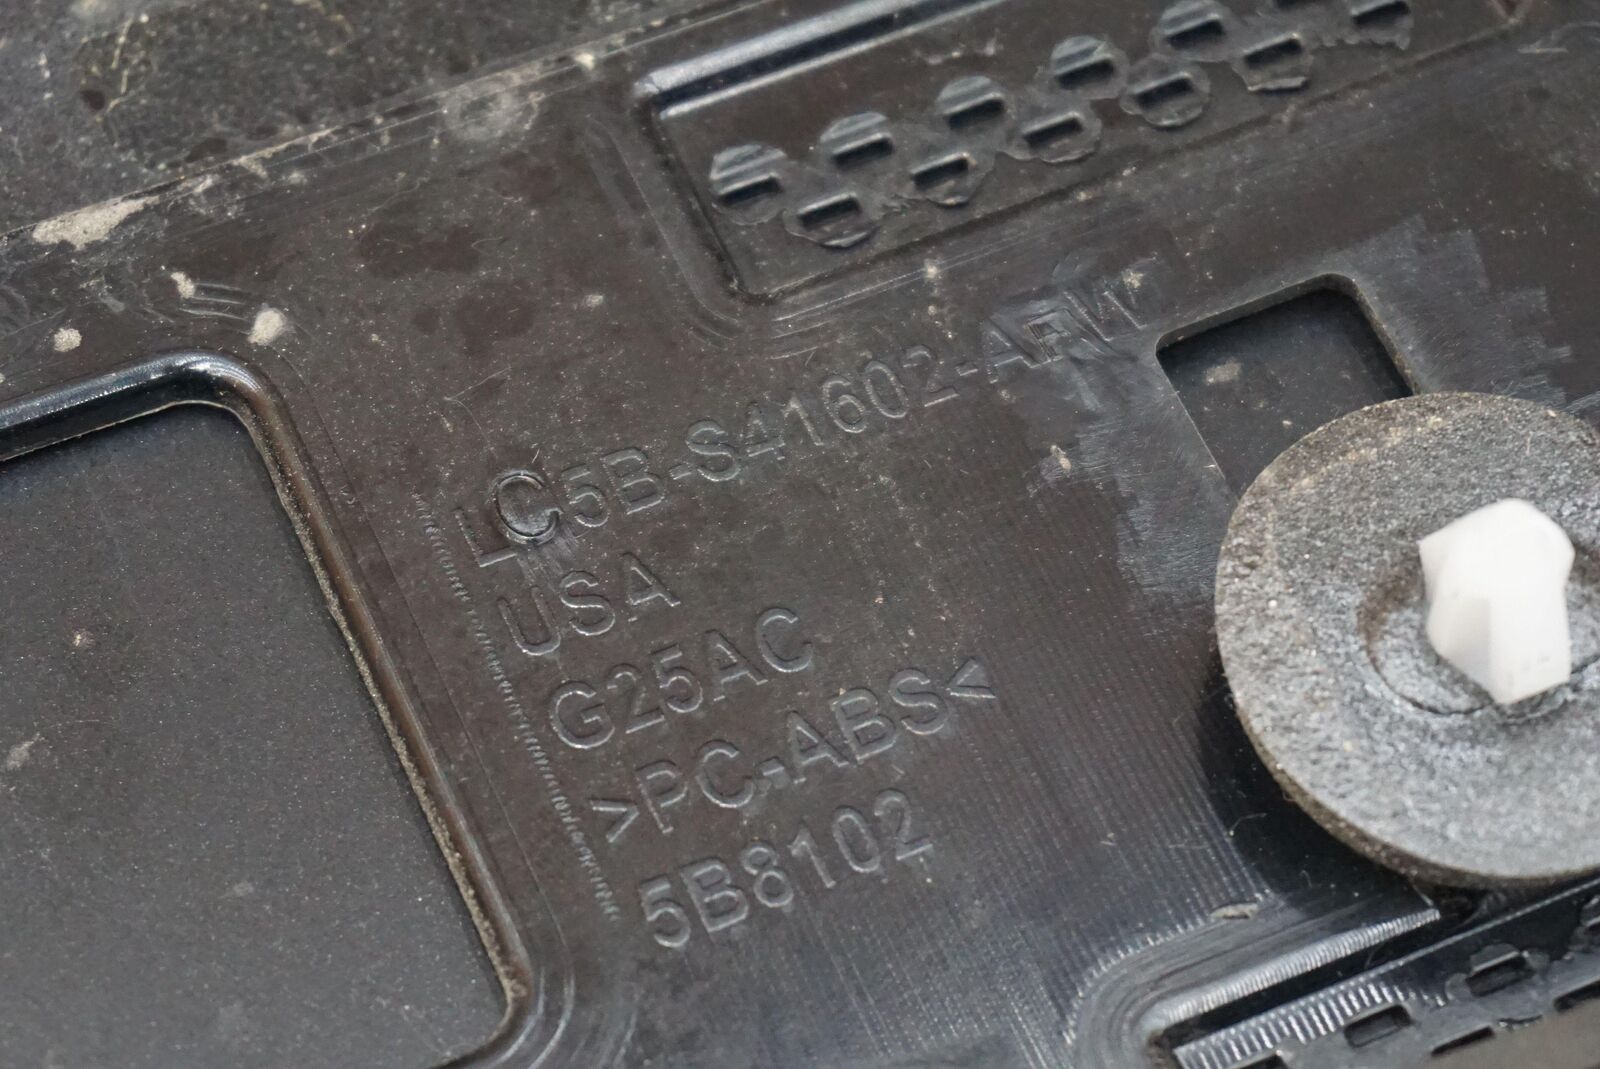 LC5B-S41602-AFW
USA
G25AC
>PC-ABS<
5B8102